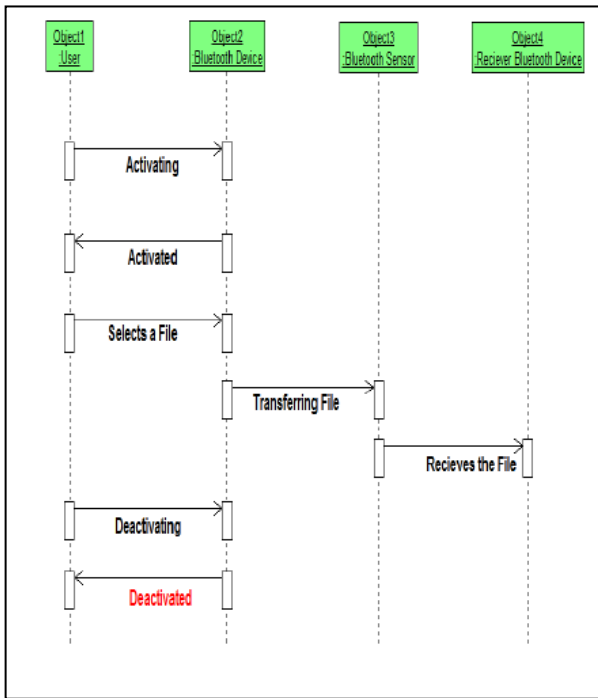 Object1
:User
Object2
:Bluetooth Device
Object3
:Bluetooth Sensor
Object4
:Reciever Bluetooth Device
Activating
Activated
Selects a File
Transferring File
Recieves the File
Deactivating
Deactivated